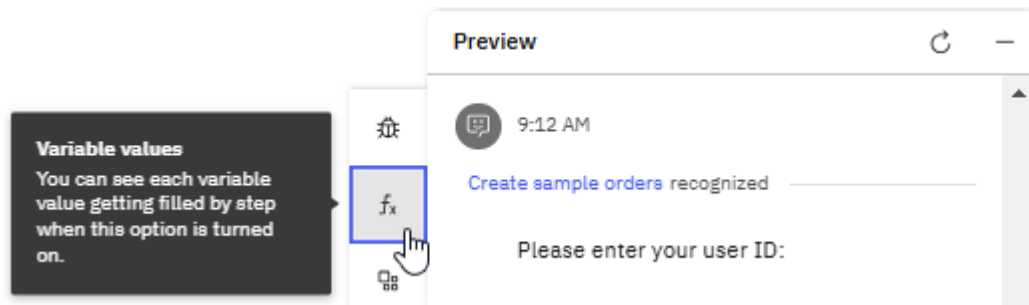 Preview
9:12 AM
Variable values
You can see each variable
value getting filled by step
when this option is turned
on.
fx
Create sample orders recognized
Please enter your user ID: